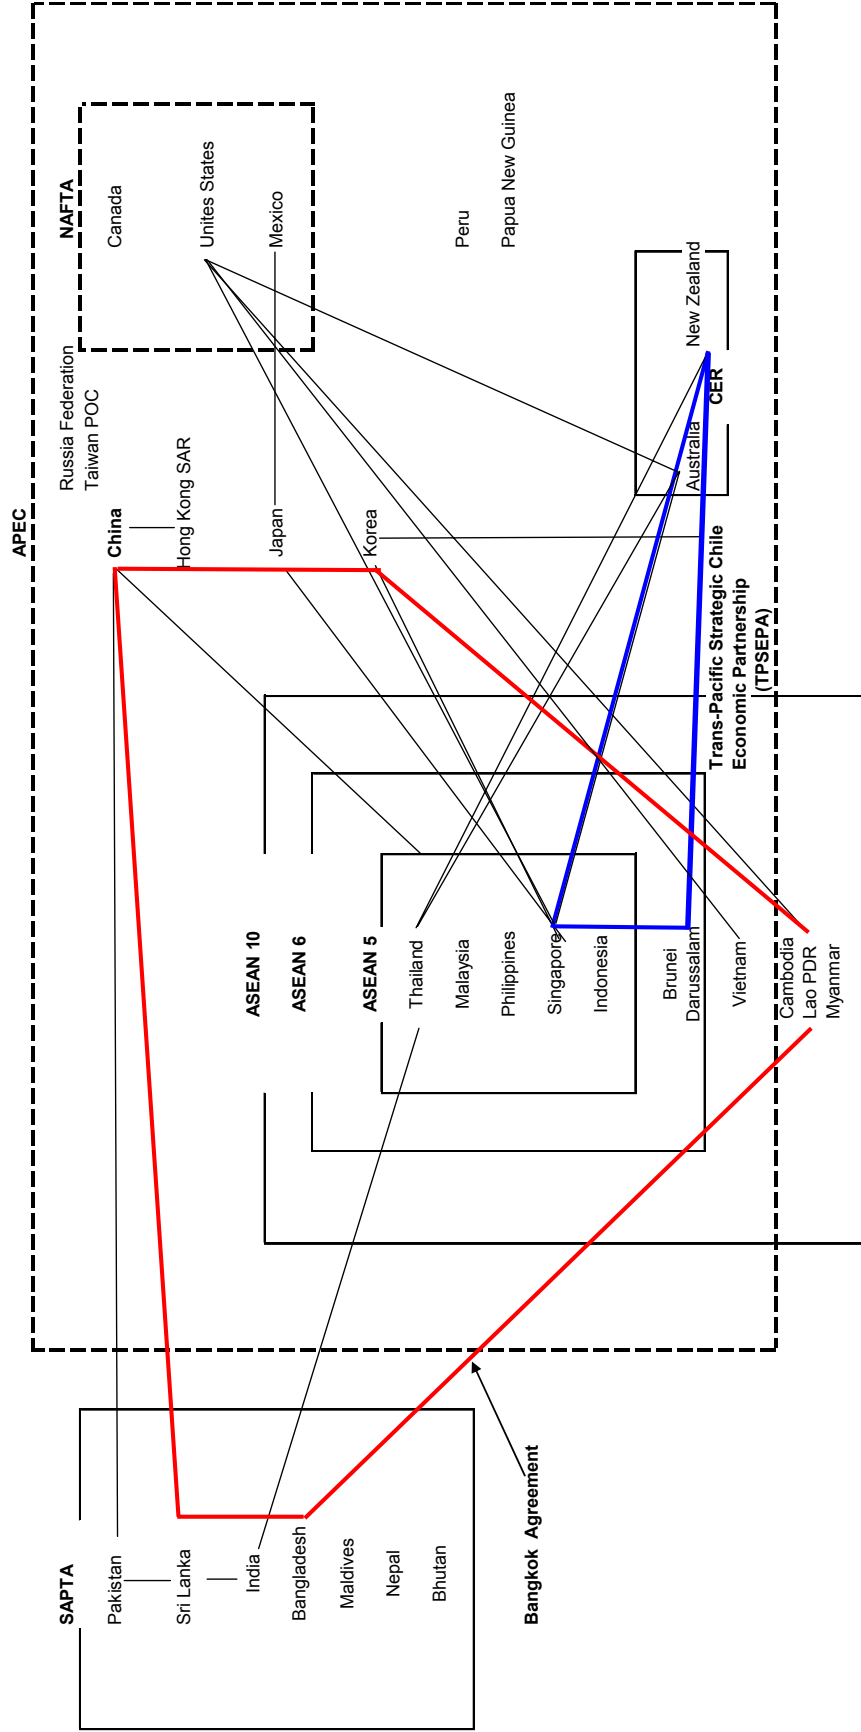 APEC
SAPTA
Pakistan
Sri Lanka
India
Bangladesh
Maldives
Nepal
Bhutan
Bangkok Agreement
ASEAN 10
ASEAN 6
ASEAN 5
Thailand
Malaysia
Philippines
Singapore
Indonesia
Brunei
Darussalam
Vietnam
Cambodia
Lao PDR
Myanmar
Russia Federation
Taiwan POC
China
Hong Kong SAR
Japan
Korea
Trans-Pacific Strategic Chile
Economic Partnership
(TPSEPA)
NAFTA
Canada
Unites States
Mexico
Peru
Papua New Guinea
Australia
New Zealand
CER